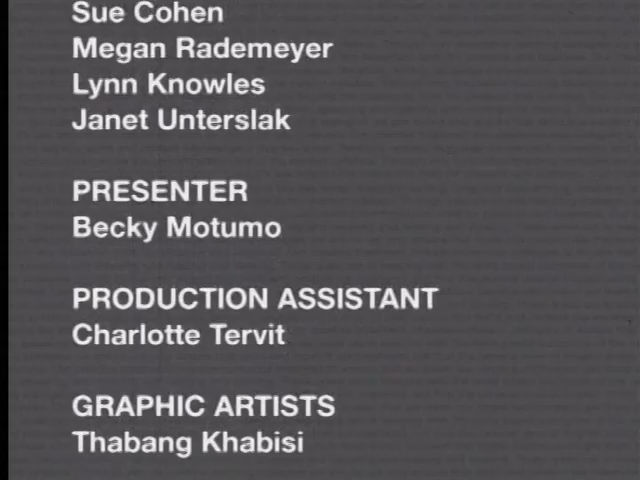 Sue Cohen
Megan Rademeyer
Lynn Knowles
Janet Unterslak
PRESENTER
Becky Motumo
PRODUCTION ASSISTANT
Charlotte Tervit
GRAPHIC ARTISTS
Thabang Khabisi